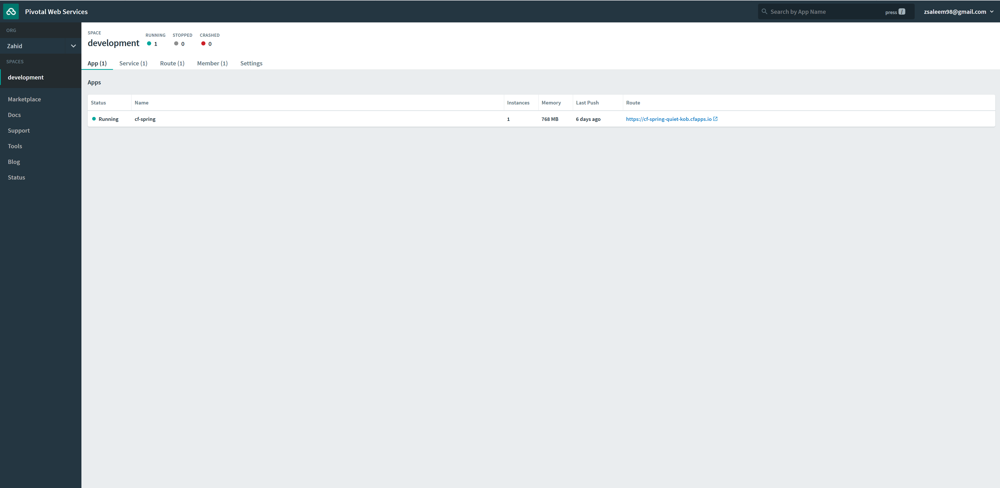 Pivotal Web Services
Search by App Name press /
zsaleem98@gmail.com
ORG
Zahid
SPACES
development
Marketplace
Docs
Support
Tools
Blog
Status
SPACE
development
RUNNING STOPPED CRASHED
1 0 0
App (1) Service (1) Route (1) Member (1) Settings
Apps
Status Name Instances Memory Last Push Route
Running cf-spring 1 768 MB 6 days ago https://cf-spring-quiet-kob.cfapps.io